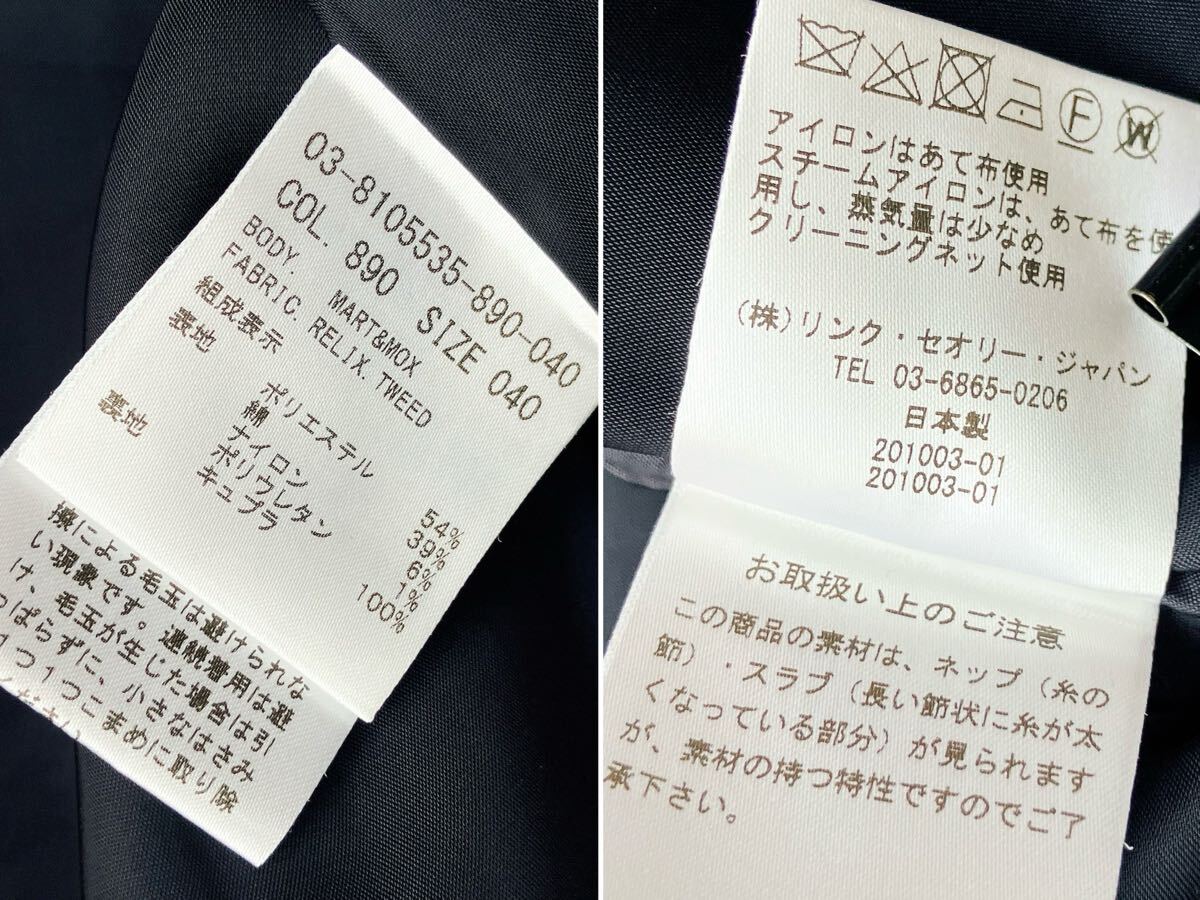 03-8105535-890-040
COL. 890 SIZE 040
BODY. MART&MOX
FABRIC. RELIX.TWEED
組成表示
表地 ポリエステル 54%
綿 39%
ナイロン 6%
ポリウレタン 1%
裏地 キュプラ 100%
擦による毛玉は避けられな
い現象です。連続着用は避
け、毛玉が生じた場合は引
っぱらずに、小さなはさみ
1つ1つこまめに取り除
F
W
アイロンはあて布使用
スチームアイロンは、あて布を使
用し、蒸気量は少なめ
クリーニングネット使用
(株)リンク・セオリー・ジャパン
TEL 03-6865-0206
日本製
201003-01
201003-01
お取扱い上のご注意
この商品の素材は、ネップ（糸の
節）・スラブ（長い節状に糸が太
くなっている部分）が見られます
が、素材の持つ特性ですのでご了
承下さい。